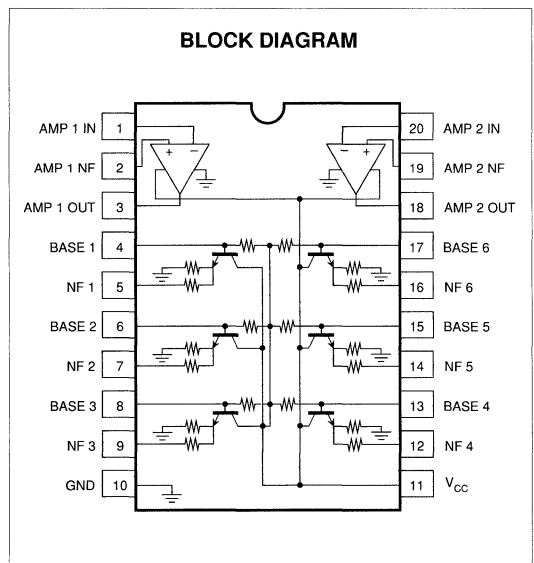 BLOCK DIAGRAM
AMP 1 IN 1 20 AMP 2 IN
AMP 1 NF 2 + − − + 19 AMP 2 NF
AMP 1 OUT 3 18 AMP 2 OUT
BASE 1 4 17 BASE 6
NF 1 5 16 NF 6
BASE 2 6 15 BASE 5
NF 2 7 14 NF 5
BASE 3 8 13 BASE 4
NF 3 9 12 NF 4
GND 10 11 VCC